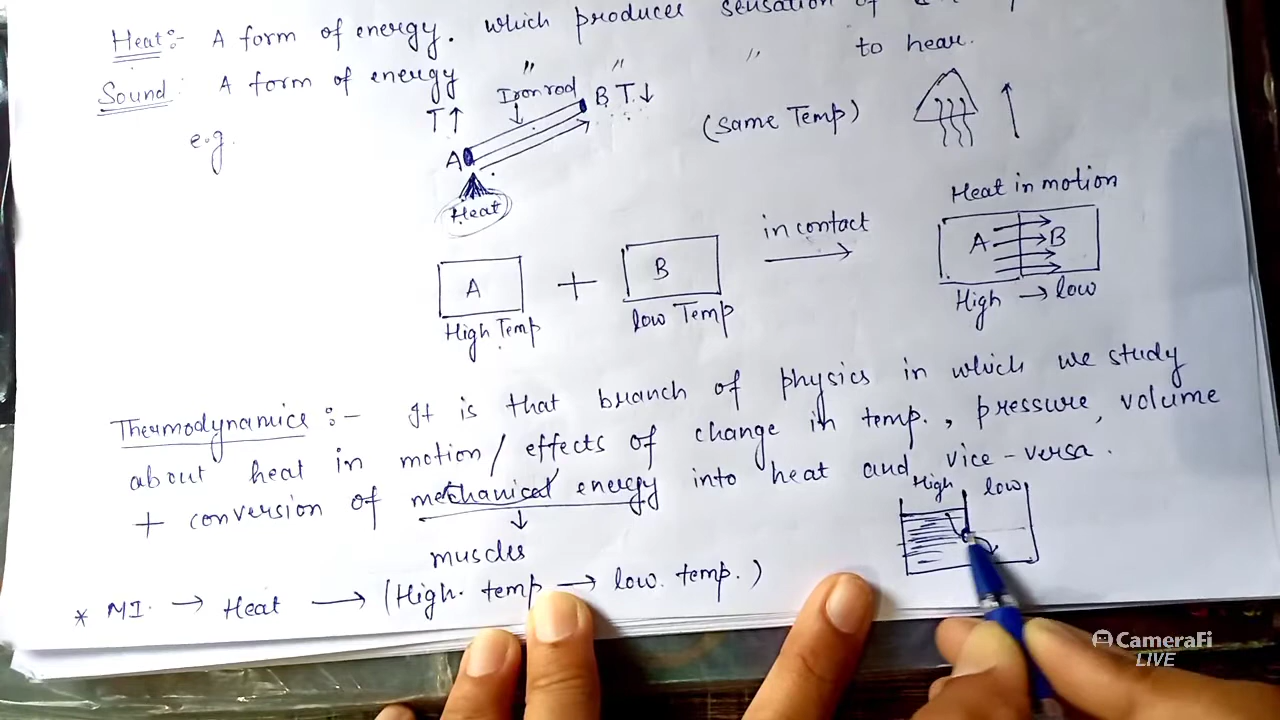 Heat:- A form of energy. which produces sensation of
Sound: A form of energy " " " to hear.
e.g.
T↑
Iron rod
B T.↓
A
Heat
(Same Temp)
Heat in motion
A + B
in contact →
A B
High Temp
low Temp
High → low
Thermodynamics :- It is that branch of physics in which we study
about heat in motion/effects of change in temp., pressure, volume
+ conversion of mechanical energy into heat and vice-versa.
↓
muscles
High low
* MI. → Heat → (High. temp → low. temp.)
CameraFi
LIVE